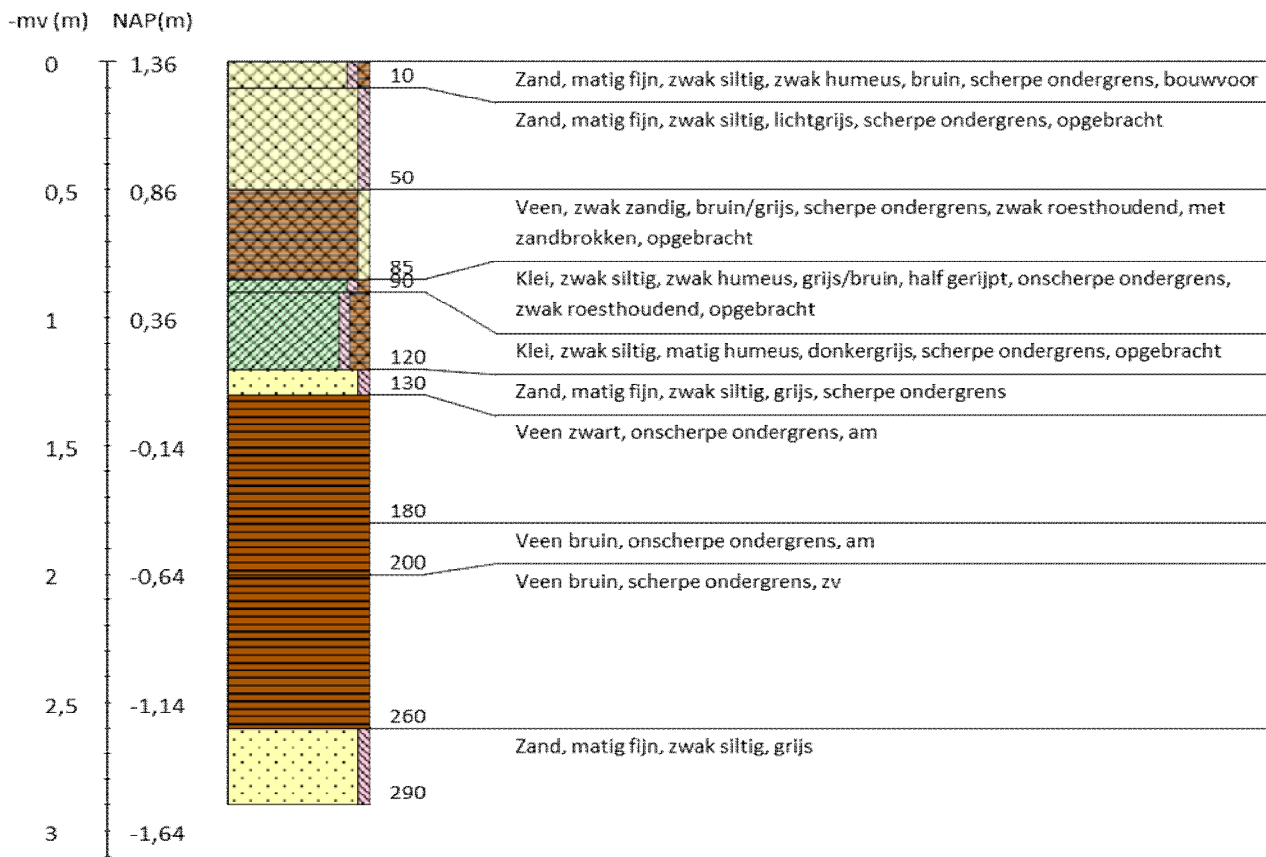 -mv (m) NAP(m)
0 1,36
10 Zand, matig fijn, zwak siltig, zwak humeus, bruin, scherpe ondergrens, bouwvoor
Zand, matig fijn, zwak siltig, lichtgrijs, scherpe ondergrens, opgebracht
50
0,5 0,86
Veen, zwak zandig, bruin/grijs, scherpe ondergrens, zwak roesthoudend, met
zandbrokken, opgebracht
85
90
Klei, zwak siltig, zwak humeus, grijs/bruin, half gerijpt, onscherpe ondergrens,
zwak roesthoudend, opgebracht
1 0,36
Klei, zwak siltig, matig humeus, donkergrijs, scherpe ondergrens, opgebracht
120
130 Zand, matig fijn, zwak siltig, grijs, scherpe ondergrens
Veen zwart, onscherpe ondergrens, am
1,5 -0,14
180
Veen bruin, onscherpe ondergrens, am
200
2 -0,64
Veen bruin, scherpe ondergrens, zv
2,5 -1,14
260
Zand, matig fijn, zwak siltig, grijs
290
3 -1,64